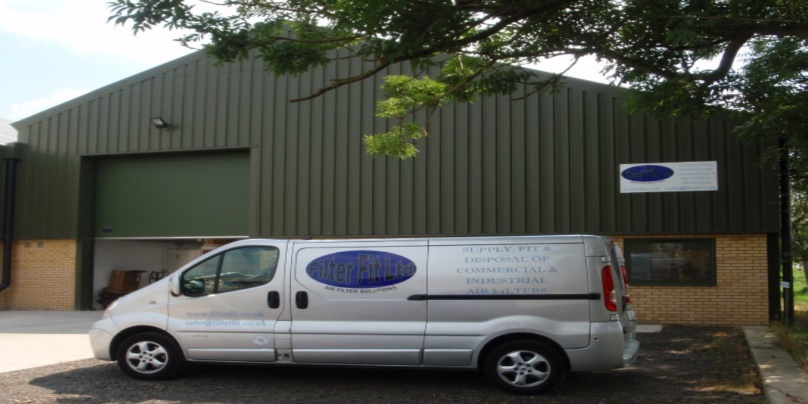 Filter Fit Ltd
AIR FILTER SOLUTIONS
SUPPLY, FIT &
DISPOSAL OF
COMMERCIAL &
INDUSTRIAL
AIR FILTERS
www.filterfit.co.uk
sales@filterfit.co.uk